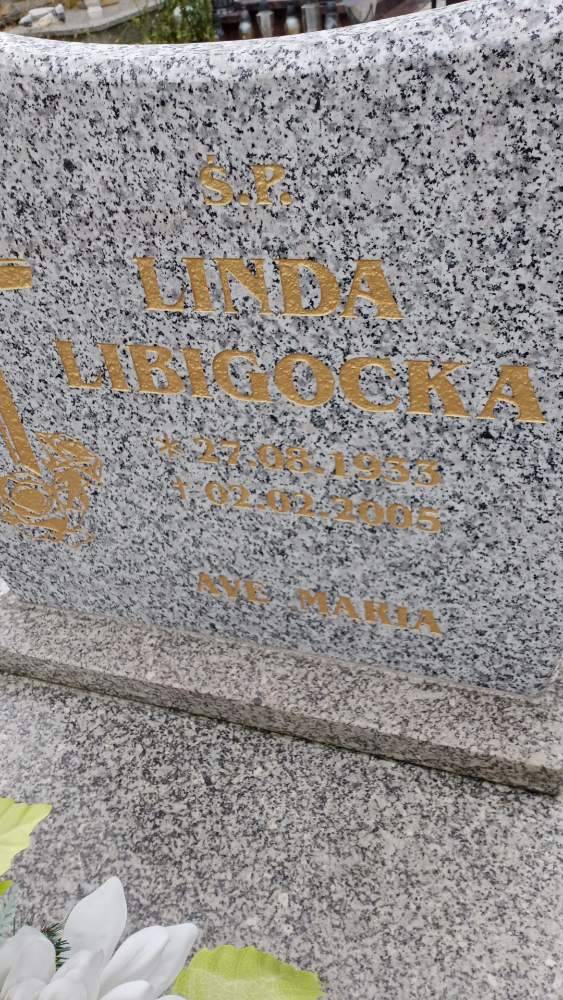 Ś.P.
LINDA
LIBIGOCKA
* 27.08.1933
† 02.02.2005
AVE MARIA